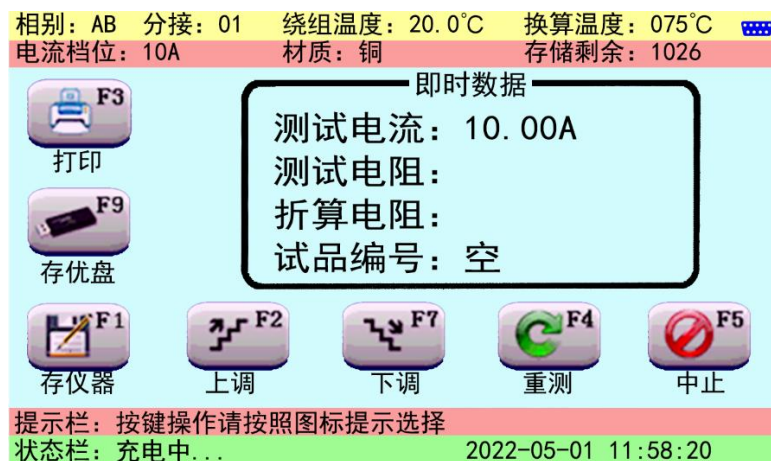 相别：AB 分接：01 绕组温度：20.0℃ 换算温度：075℃
电流档位：10A 材质：铜 存储剩余：1026
即时数据
F3
打印
测试电流：10.00A
测试电阻：
F9
存优盘
折算电阻：
试品编号：空
F1 F2 F7 F4 F5
存仪器 上调 下调 重测 中止
提示栏：按键操作请按照图标提示选择
状态栏：充电中... 2022-05-01 11:58:20